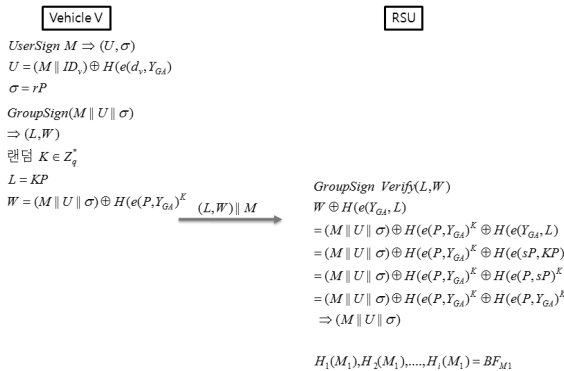 Vehicle V
RSU
UserSign M ⇒ (U, σ)
U = (M || ID_v) ⊕ H(e(d_v, Y_GA)
σ = rP
GroupSign(M || U || σ)
⇒ (L, W)
랜덤 K ∈ Z_q^*
L = KP
W = (M || U || σ) ⊕ H(e(P, Y_GA)^K
(L, W) || M
GroupSign Verify(L, W)
W ⊕ H(e(Y_GA, L)
= (M || U || σ) ⊕ H(e(P, Y_GA)^K ⊕ H(e(Y_GA, L)
= (M || U || σ) ⊕ H(e(P, Y_GA)^K ⊕ H(e(sP, KP)
= (M || U || σ) ⊕ H(e(P, Y_GA)^K ⊕ H(e(P, sP)^K
= (M || U || σ) ⊕ H(e(P, Y_GA)^K ⊕ H(e(P, Y_GA)^K
⇒ (M || U || σ)
H_1(M_1), H_2(M_1), ...., H_i(M_1) = BF_M1